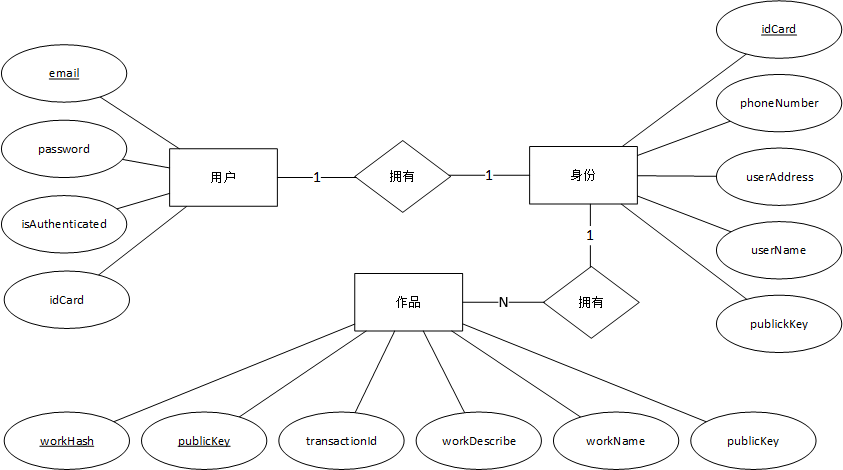 idCard
email
phoneNumber
password
用户
1
拥有
1
身份
userAddress
isAuthenticated
1
userName
idCard
作品
N
拥有
publickKey
workHash
publicKey
transactionId
workDescribe
workName
publicKey